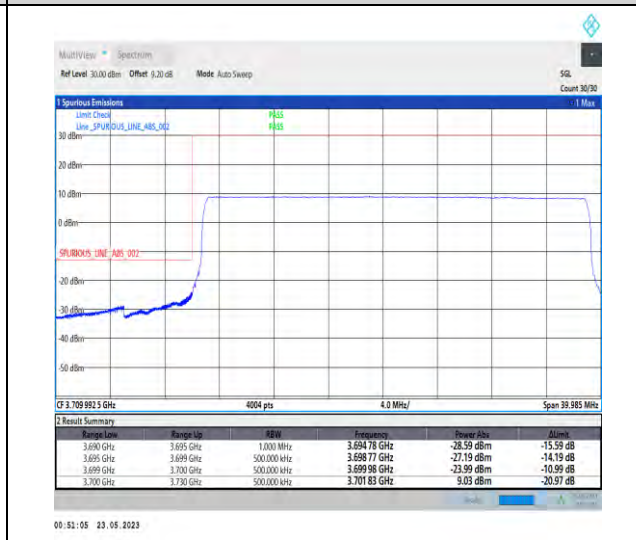 MultiView Spectrum
Ref Level 30.00 dBm Offset 9.20 dB Mode Auto Sweep SGL
Count 30/30
1 Spurious Emissions 1 Max
Limit Check PASS
Line _SPURIOUS_LINE_ABS_002 PASS
30 dBm
20 dBm
10 dBm
0 dBm
_SPURIOUS_LINE_ABS_002
-20 dBm
-30 dBm
-40 dBm
-50 dBm
CF 3.709 992 5 GHz 4004 pts 4.0 MHz/ Span 39.985 MHz
2 Result Summary
Range Low Range Up RBW Frequency Power Abs ΔLimit
3.690 GHz 3.695 GHz 1.000 MHz 3.694 78 GHz -28.59 dBm -15.59 dB
3.695 GHz 3.699 GHz 500.000 kHz 3.698 77 GHz -27.19 dBm -14.19 dB
3.699 GHz 3.700 GHz 500.000 kHz 3.699 98 GHz -23.99 dBm -10.99 dB
3.700 GHz 3.730 GHz 500.000 kHz 3.701 83 GHz 9.03 dBm -20.97 dB
00:51:05 23.05.2023